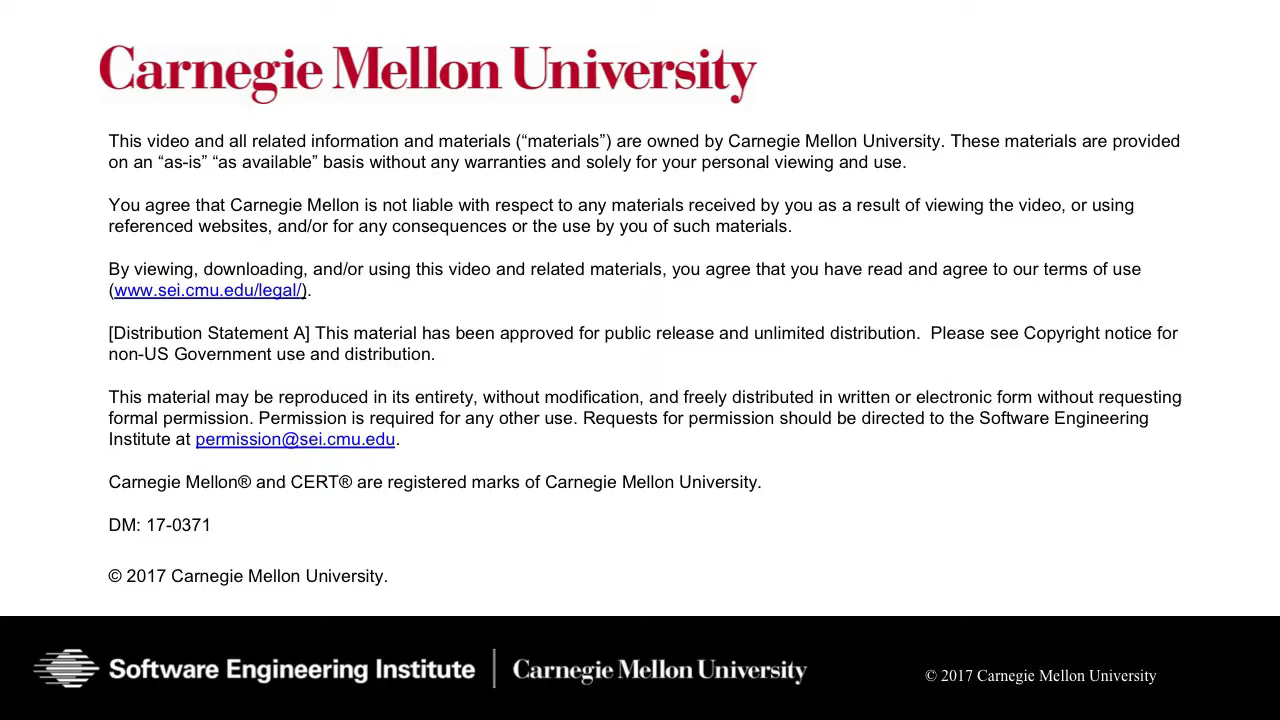 Carnegie Mellon University
This video and all related information and materials (“materials”) are owned by Carnegie Mellon University. These materials are provided
on an “as-is” “as available” basis without any warranties and solely for your personal viewing and use.
You agree that Carnegie Mellon is not liable with respect to any materials received by you as a result of viewing the video, or using
referenced websites, and/or for any consequences or the use by you of such materials.
By viewing, downloading, and/or using this video and related materials, you agree that you have read and agree to our terms of use
(www.sei.cmu.edu/legal/).
[Distribution Statement A] This material has been approved for public release and unlimited distribution.  Please see Copyright notice for
non-US Government use and distribution.
This material may be reproduced in its entirety, without modification, and freely distributed in written or electronic form without requesting
formal permission. Permission is required for any other use. Requests for permission should be directed to the Software Engineering
Institute at permission@sei.cmu.edu.
Carnegie Mellon® and CERT® are registered marks of Carnegie Mellon University.
DM: 17-0371
© 2017 Carnegie Mellon University.
Software Engineering Institute | Carnegie Mellon University
© 2017 Carnegie Mellon University